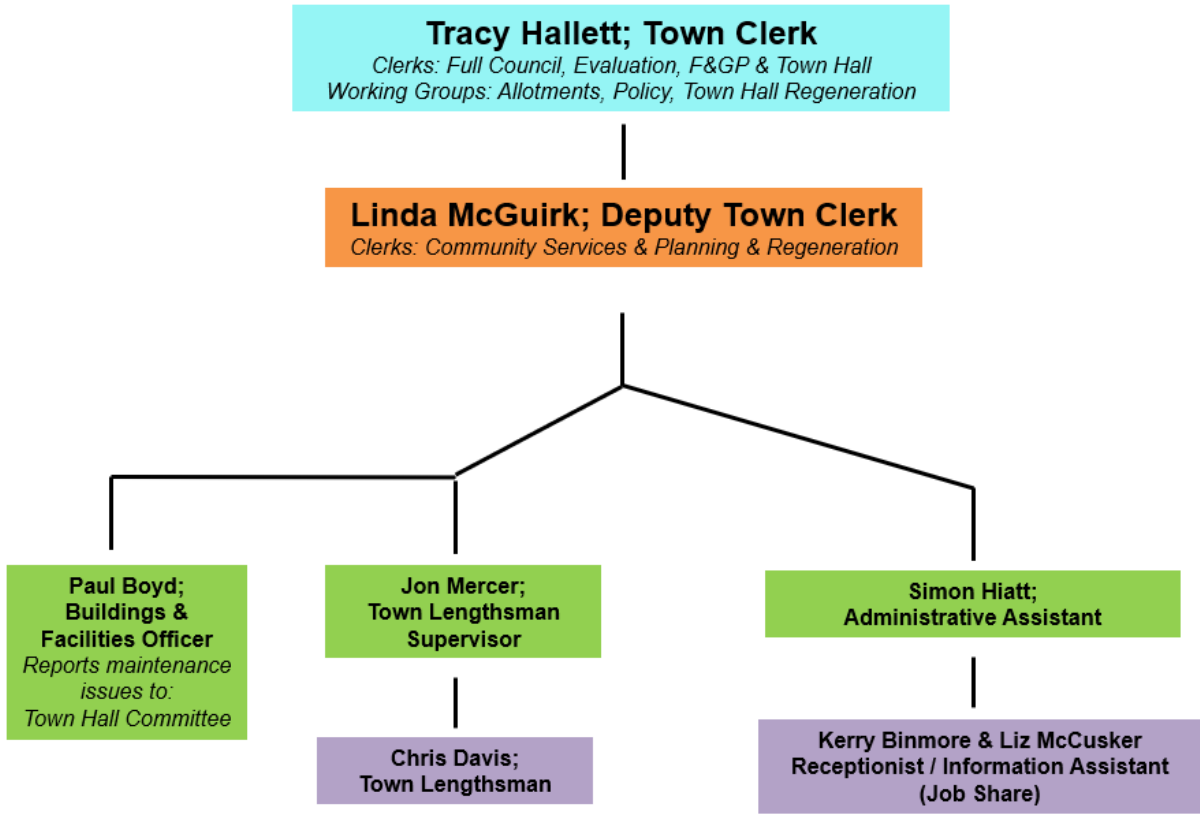 Tracy Hallett; Town Clerk
Clerks: Full Council, Evaluation, F&GP & Town Hall
Working Groups: Allotments, Policy, Town Hall Regeneration
Linda McGuirk; Deputy Town Clerk
Clerks: Community Services & Planning & Regeneration
Paul Boyd;
Buildings &
Facilities Officer
Reports maintenance
issues to:
Town Hall Committee
Jon Mercer;
Town Lengthsman
Supervisor
Simon Hiatt;
Administrative Assistant
Chris Davis;
Town Lengthsman
Kerry Binmore & Liz McCusker
Receptionist / Information Assistant
(Job Share)